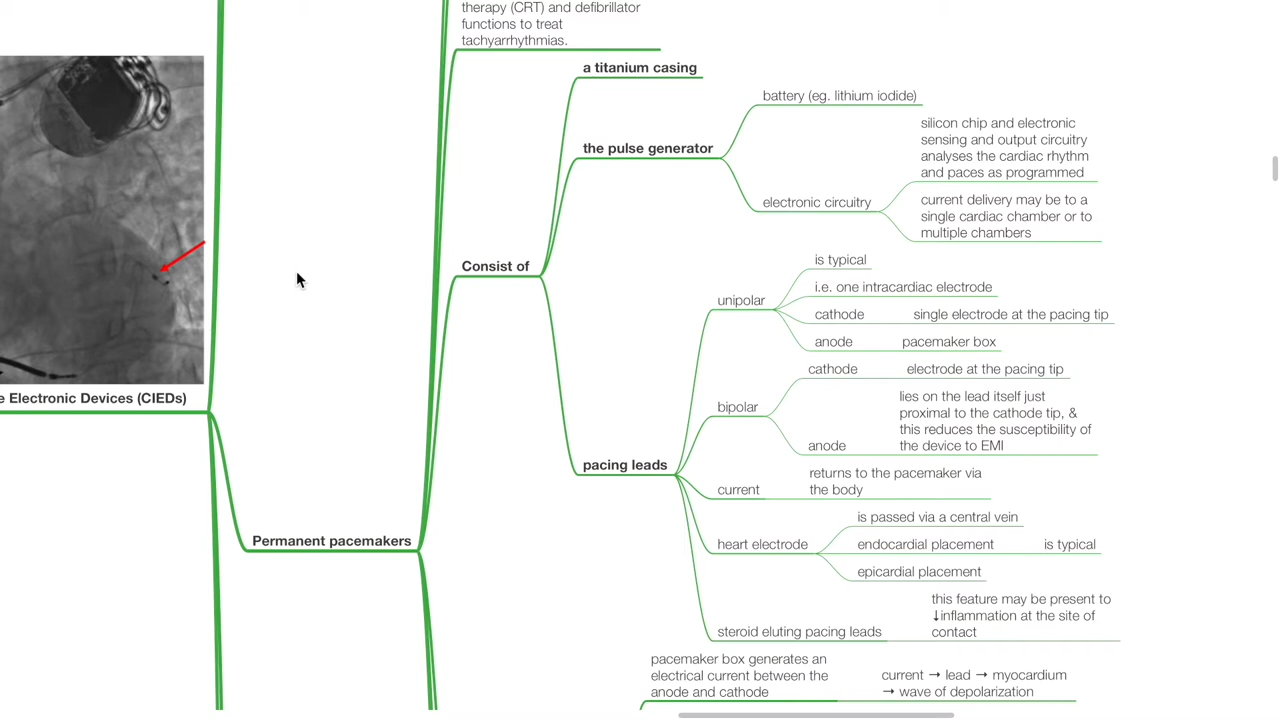 therapy (CRT) and defibrillator
functions to treat
tachyarrhythmias.
a titanium casing
the pulse generator
battery (eg. lithium iodide)
electronic circuitry
silicon chip and electronic
sensing and output circuitry
analyses the cardiac rhythm
and paces as programmed
current delivery may be to a
single cardiac chamber or to
multiple chambers
Consist of
pacing leads
unipolar
is typical
i.e. one intracardiac electrode
cathode single electrode at the pacing tip
anode pacemaker box
bipolar
cathode electrode at the pacing tip
anode
lies on the lead itself just
proximal to the cathode tip, &
this reduces the susceptibility of
the device to EMI
current
returns to the pacemaker via
the body
heart electrode
is passed via a central vein
endocardial placement is typical
epicardial placement
steroid eluting pacing leads
this feature may be present to
↓inflammation at the site of
contact
e Electronic Devices (CIEDs)
Permanent pacemakers
pacemaker box generates an
electrical current between the
anode and cathode
current → lead → myocardium
→ wave of depolarization